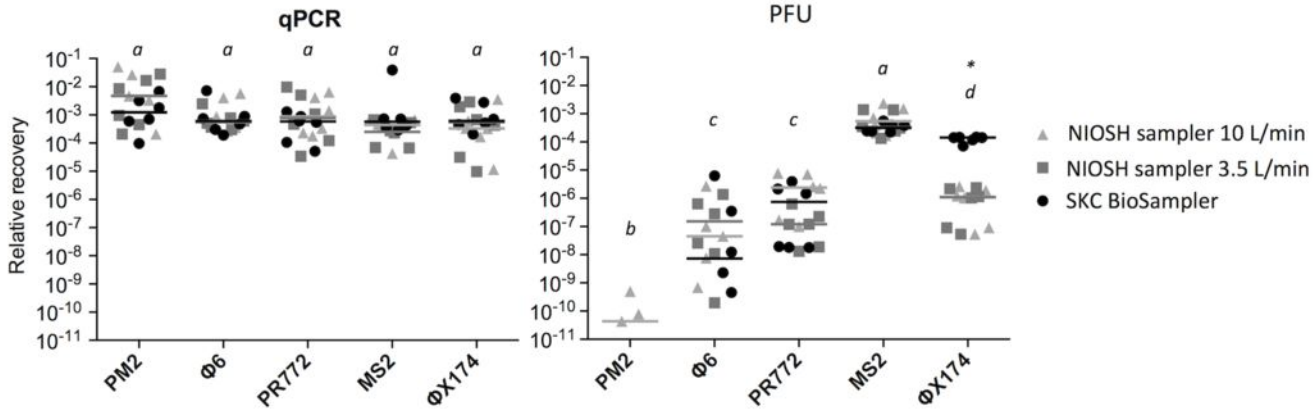 qPCR
a a a a a
Relative recovery
10⁻¹
10⁻²
10⁻³
10⁻⁴
10⁻⁵
10⁻⁶
10⁻⁷
10⁻⁸
10⁻⁹
10⁻¹⁰
10⁻¹¹
PM2 Φ6 PR772 MS2 ΦX174
PFU
a *
c c d
b
10⁻¹
10⁻²
10⁻³
10⁻⁴
10⁻⁵
10⁻⁶
10⁻⁷
10⁻⁸
10⁻⁹
10⁻¹⁰
10⁻¹¹
PM2 Φ6 PR772 MS2 ΦX174
NIOSH sampler 10 L/min
NIOSH sampler 3.5 L/min
SKC BioSampler